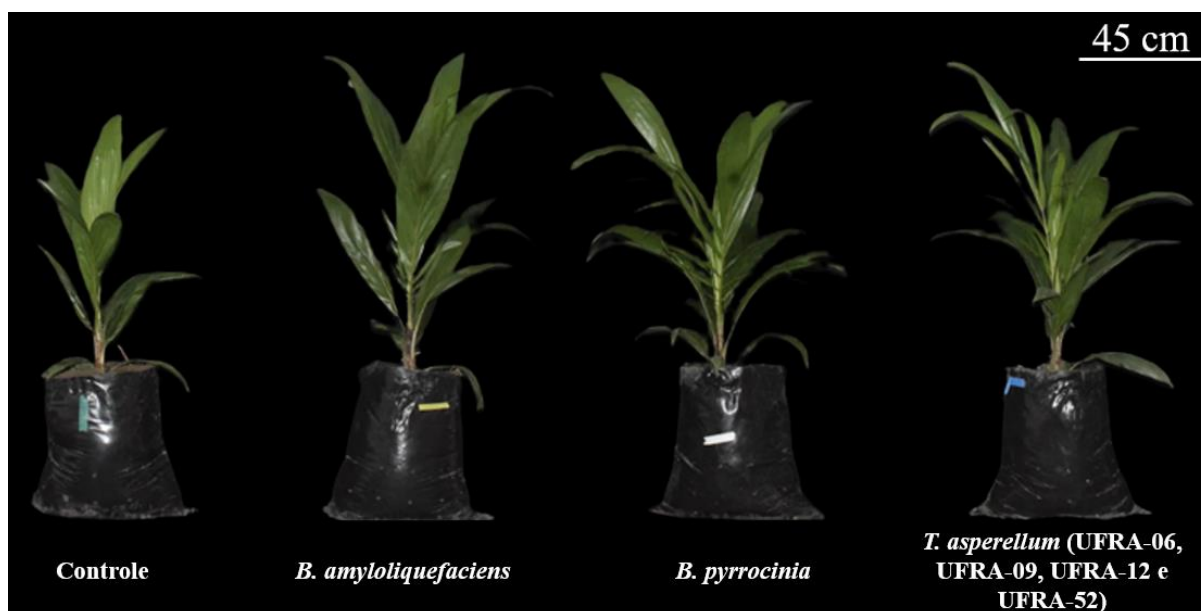 45 cm
Controle
B. amyloliquefaciens
B. pyrrocinia
T. asperellum (UFRA-06,
UFRA-09, UFRA-12 e
UFRA-52)